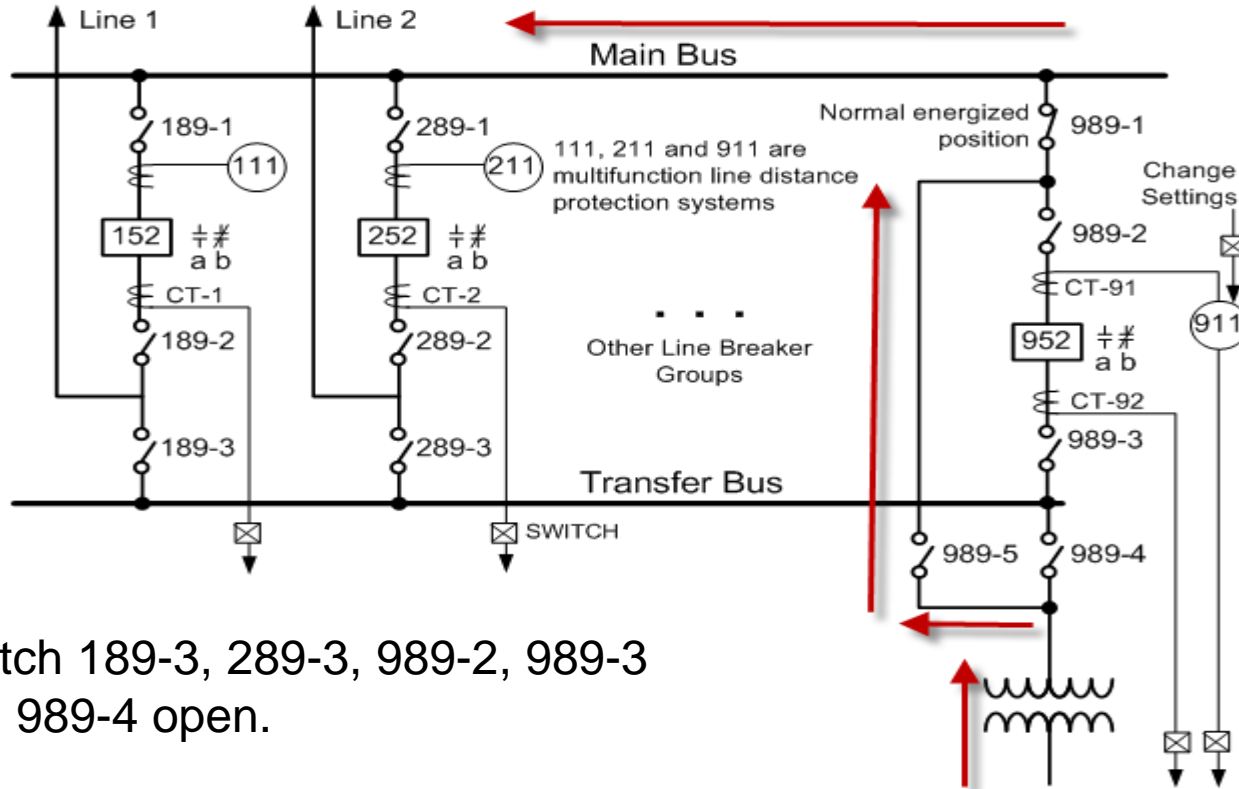 Line 1
Line 2
Main Bus
189-1
289-1
Normal energized
position
989-1
111
211
111, 211 and 911 are
multifunction line distance
protection systems
Change
Settings
152
a b
252
a b
989-2
CT-1
CT-2
CT-91
911
. . .
952
a b
189-2
289-2
Other Line Breaker
Groups
CT-92
189-3
289-3
989-3
Transfer Bus
SWITCH
989-5
989-4
tch 189-3, 289-3, 989-2, 989-3
989-4 open.